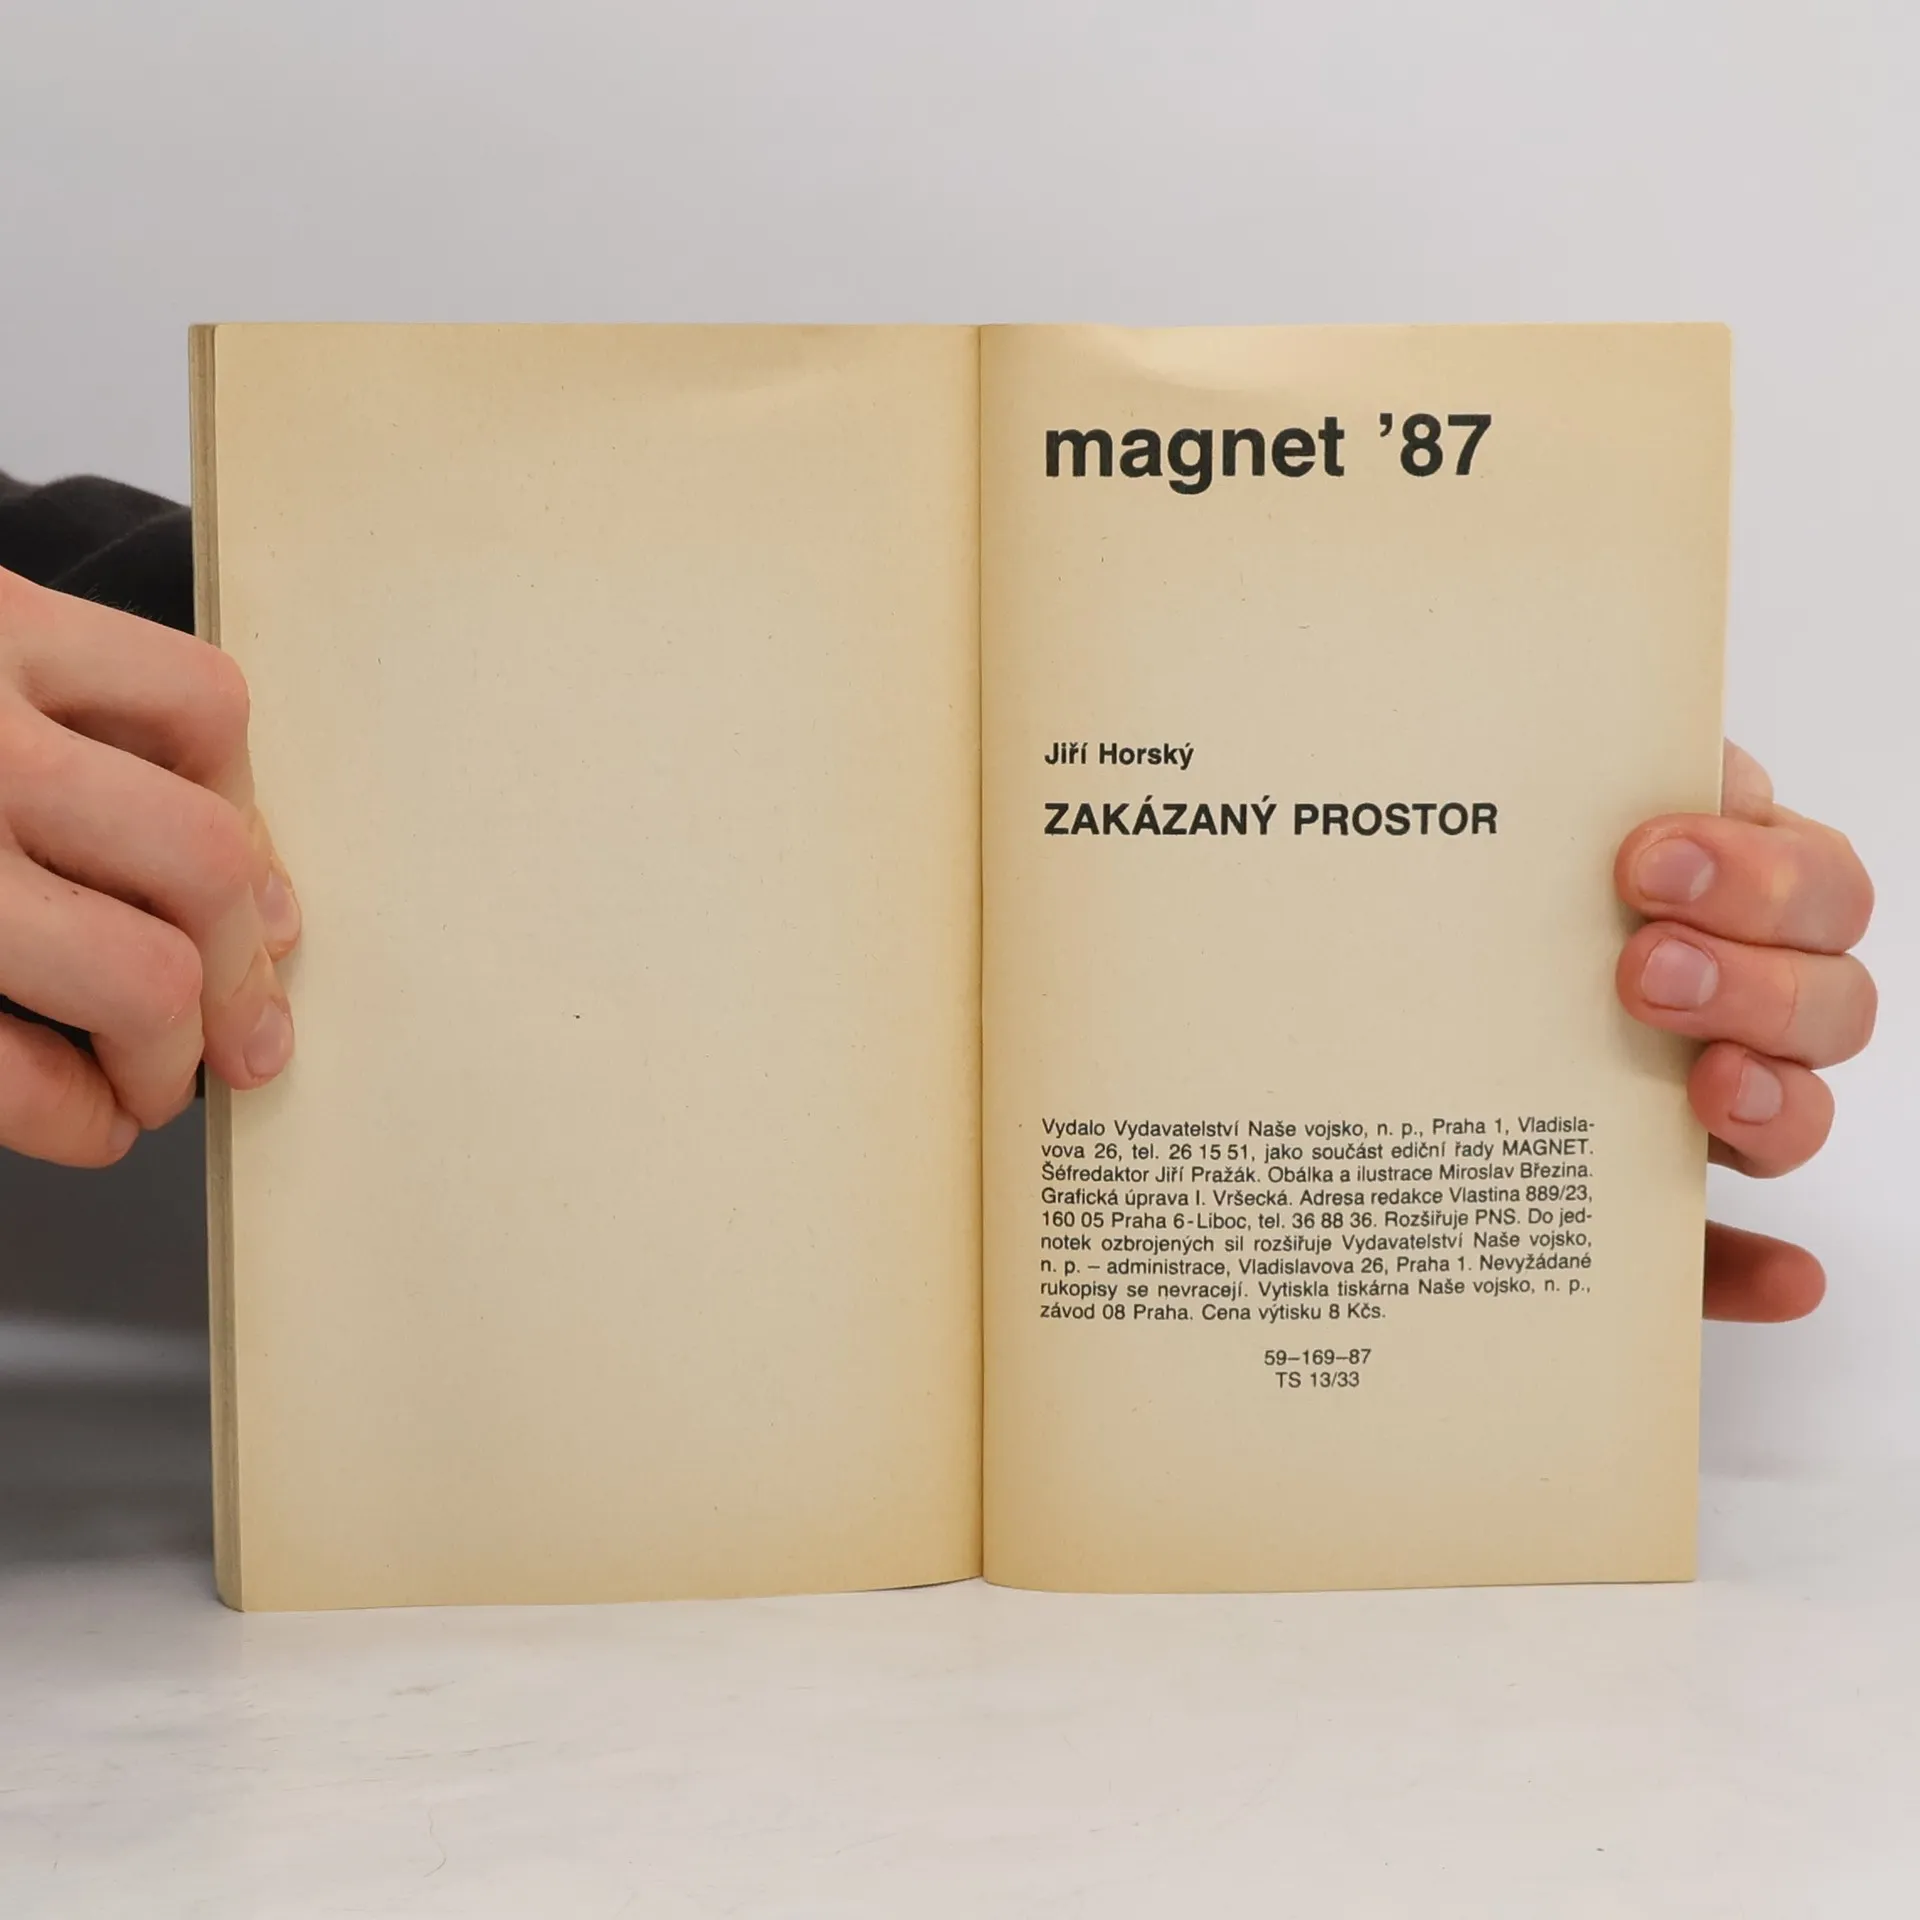 magnet ’87
Jiří Horský
ZAKÁZANÝ PROSTOR
Vydalo Vydavatelství Naše vojsko, n. p., Praha 1, Vladisla-
vova 26, tel. 26 15 51, jako součást ediční řady MAGNET.
Šéfredaktor Jiří Pražák. Obálka a ilustrace Miroslav Březina.
Grafická úprava I. Vršecká. Adresa redakce Vlastina 889/23,
160 05 Praha 6-Liboc, tel. 36 88 36. Rozšiřuje PNS. Do jed-
notek ozbrojených sil rozšiřuje Vydavatelství Naše vojsko,
n. p. – administrace, Vladislavova 26, Praha 1. Nevyžádané
rukopisy se nevracejí. Vytiskla tiskárna Naše vojsko, n. p.,
závod 08 Praha. Cena výtisku 8 Kčs.
59–169–87
TS 13/33